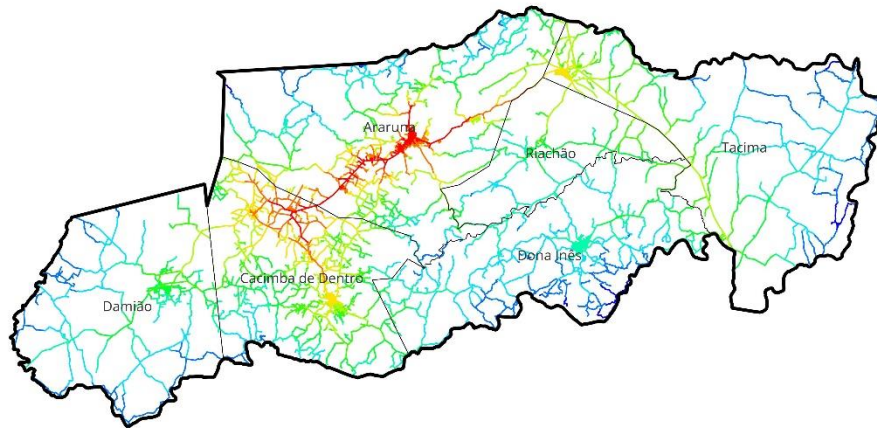 Araruna
Riachão
Tacima
Dona Inês
Cacimba de Dentro
Damião